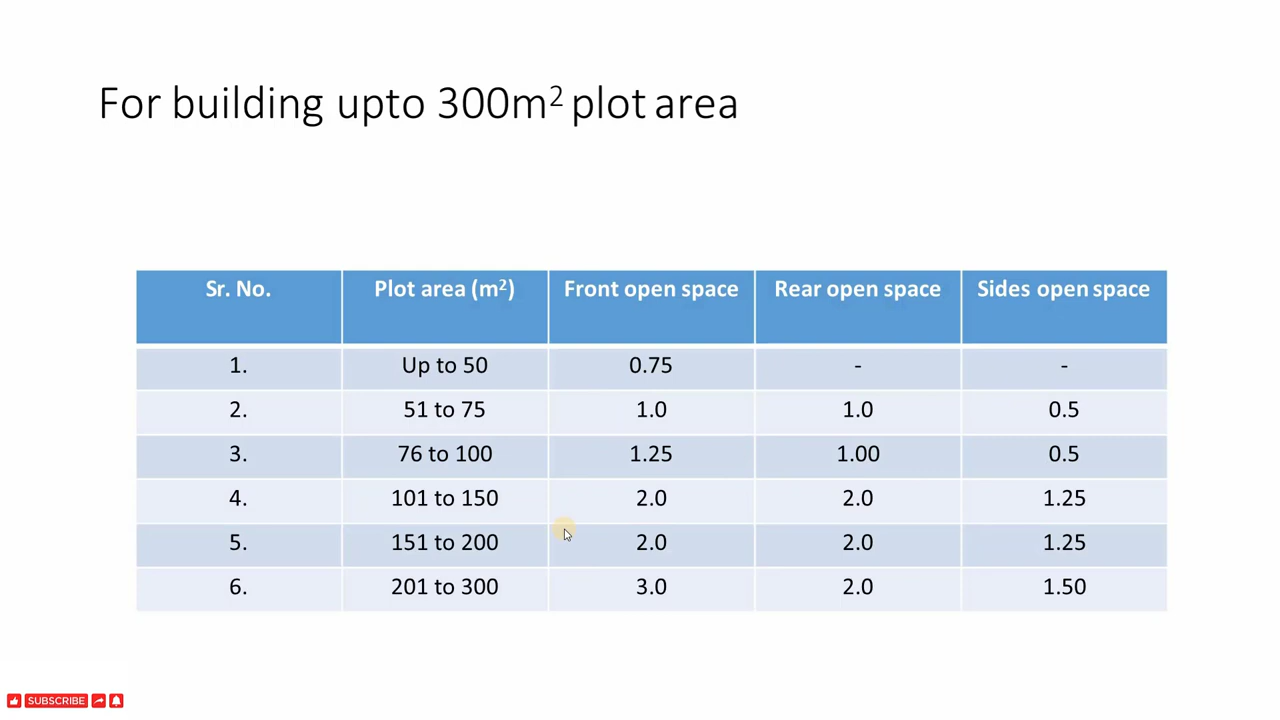 For building upto 300m² plot area
Sr. No. Plot area (m²) Front open space Rear open space Sides open space
1. Up to 50 0.75 - -
2. 51 to 75 1.0 1.0 0.5
3. 76 to 100 1.25 1.00 0.5
4. 101 to 150 2.0 2.0 1.25
5. 151 to 200 2.0 2.0 1.25
6. 201 to 300 3.0 2.0 1.50
SUBSCRIBE